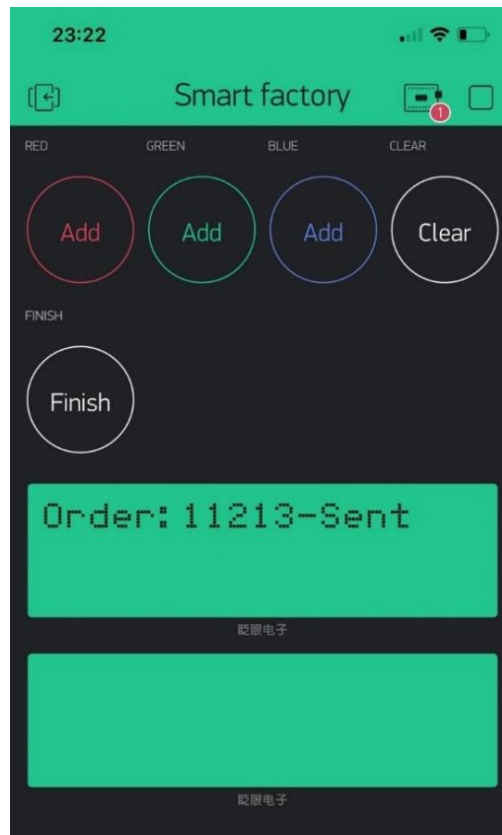 23:22
Smart factory
1
RED GREEN BLUE CLEAR
Add Add Add Clear
FINISH
Finish
Order: 11213-Sent
眨眼电子
眨眼电子